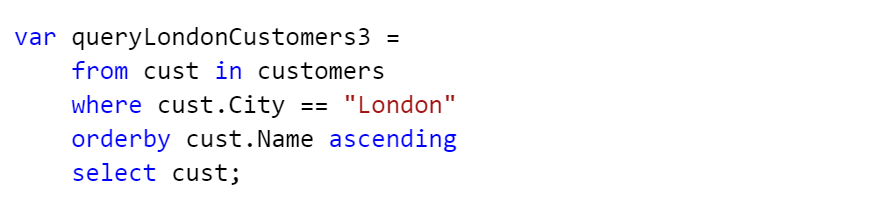 var queryLondonCustomers3 =
    from cust in customers
    where cust.City == "London"
    orderby cust.Name ascending
    select cust;